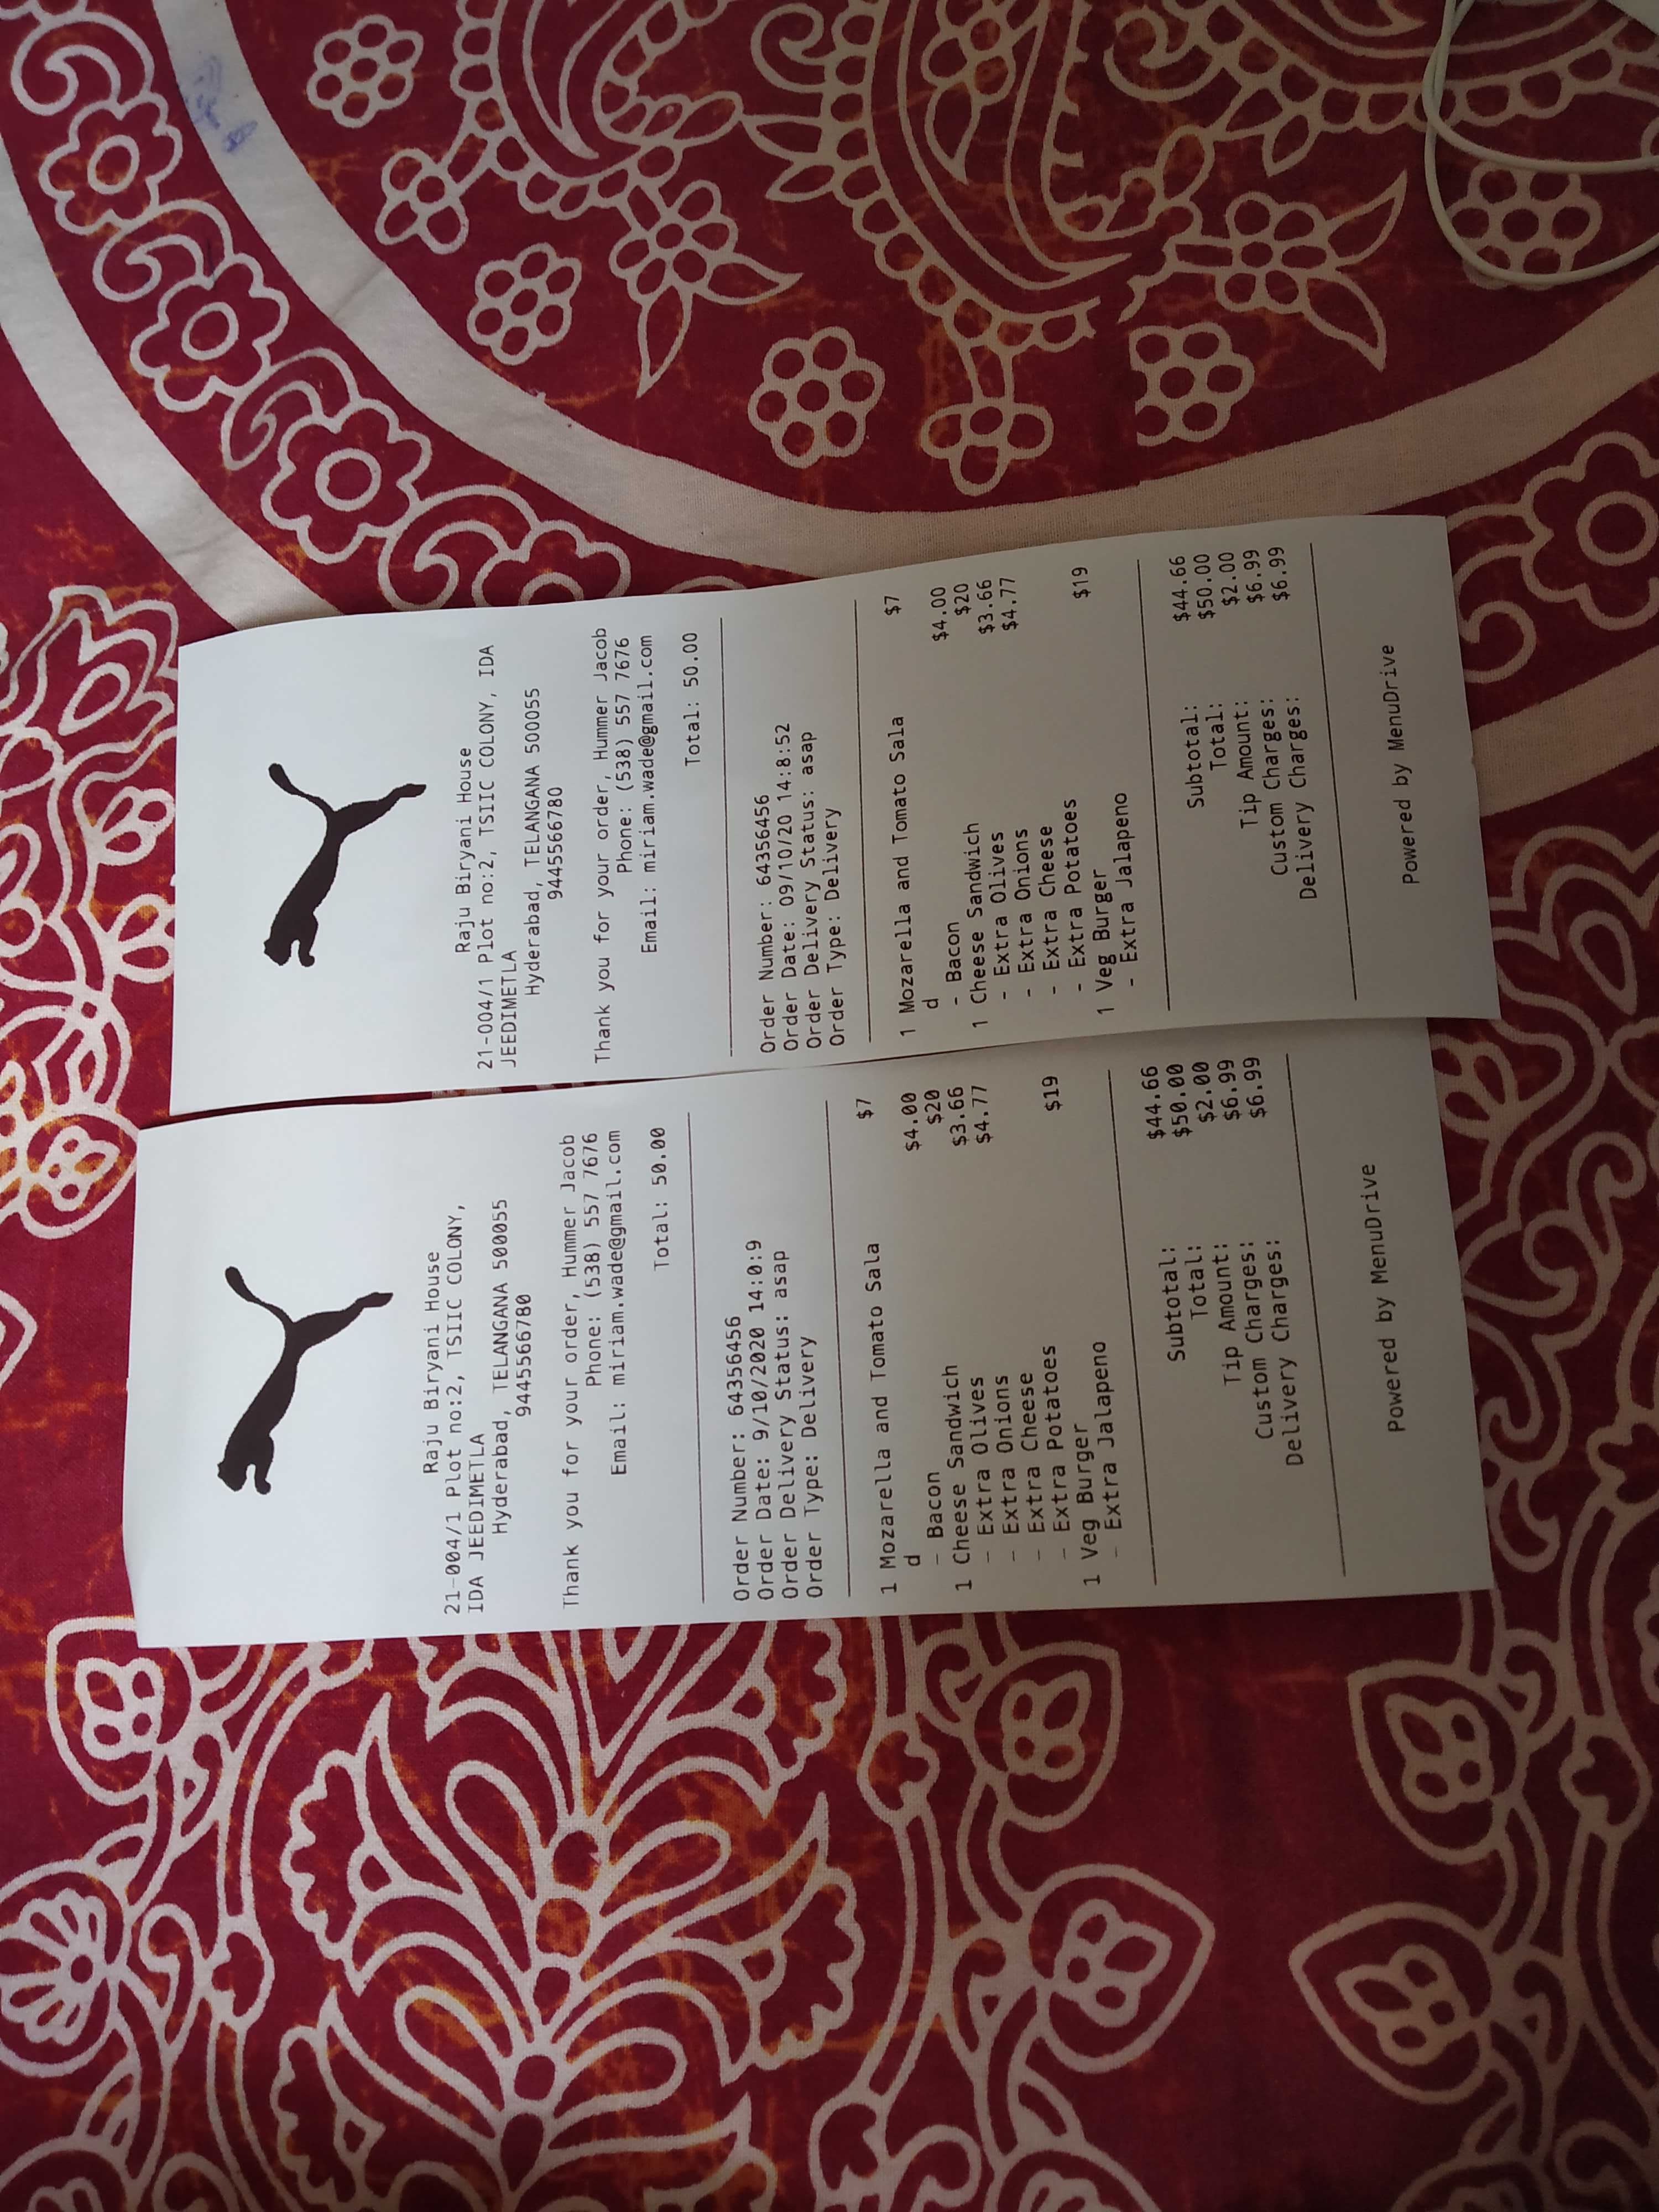 Raju Biryani House
21-004/1 Plot no:2, TSIIC COLONY,
IDA JEEDIMETLA
Hyderabad, TELANGANA 500055
9445566780
Thank you for your order, Hummer Jacob
Phone: (538) 557 7676
Email: miriam.wade@gmail.com
Total: 50.00
Order Number: 64356456
Order Date: 9/10/2020 14:0:9
Order Delivery Status: asap
Order Type: Delivery
1 Mozarella and Tomato Sala $7
d
- Bacon $4.00
1 Cheese Sandwich $20
- Extra Olives $3.66
- Extra Onions $4.77
- Extra Cheese
- Extra Potatoes
1 Veg Burger $19
- Extra Jalapeno
Subtotal: $44.66
Total: $50.00
Tip Amount: $2.00
Custom Charges: $6.99
Delivery Charges: $6.99
Powered by MenuDrive
Raju Biryani House
21-004/1 Plot no:2, TSIIC COLONY, IDA
JEEDIMETLA
Hyderabad, TELANGANA 500055
9445566780
Thank you for your order, Hummer Jacob
Phone: (538) 557 7676
Email: miriam.wade@gmail.com
Total: 50.00
Order Number: 64356456
Order Date: 09/10/20 14:8:52
Order Delivery Status: asap
Order Type: Delivery
1 Mozarella and Tomato Sala $7
d
- Bacon $4.00
1 Cheese Sandwich $20
- Extra Olives $3.66
- Extra Onions $4.77
- Extra Cheese
- Extra Potatoes
1 Veg Burger $19
- Extra Jalapeno
Subtotal: $44.66
Total: $50.00
Tip Amount: $2.00
Custom Charges: $6.99
Delivery Charges: $6.99
Powered by MenuDrive